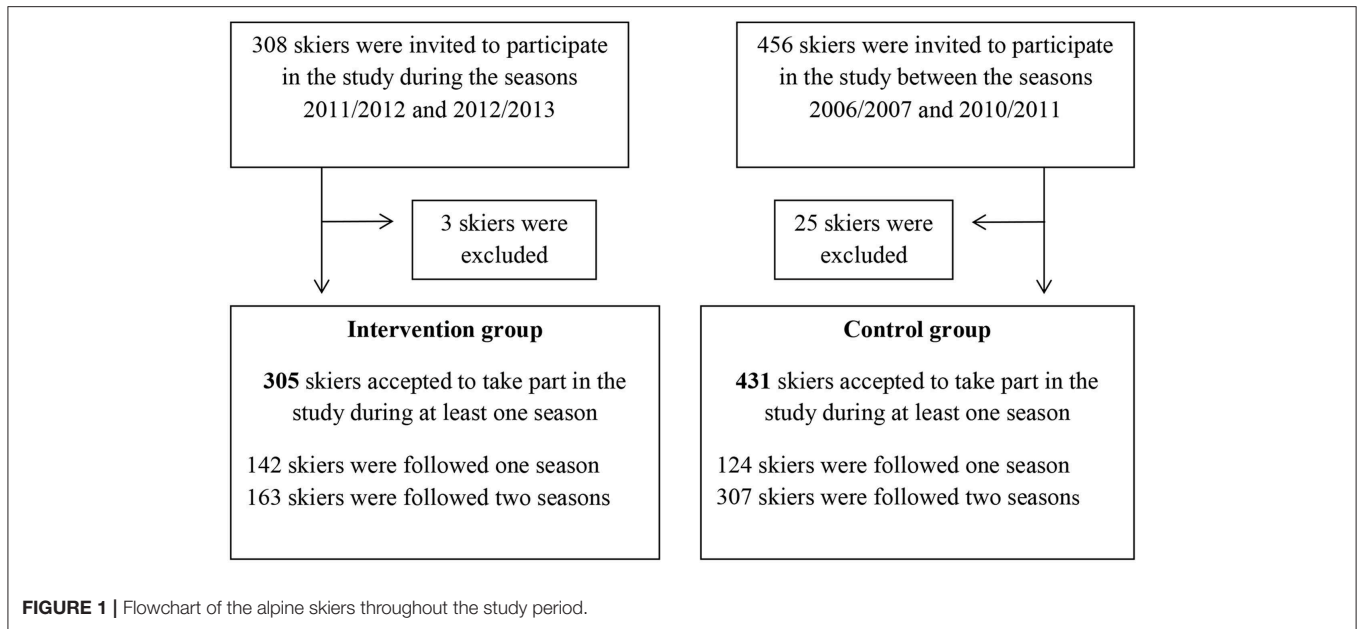 308 skiers were invited to participate
in the study during the seasons
2011/2012 and 2012/2013
456 skiers were invited to participate
in the study between the seasons
2006/2007 and 2010/2011
3 skiers were
excluded
25 skiers were
excluded
Intervention group
305 skiers accepted to take part in the
study during at least one season
142 skiers were followed one season
163 skiers were followed two seasons
Control group
431 skiers accepted to take part in the
study during at least one season
124 skiers were followed one season
307 skiers were followed two seasons
FIGURE 1 | Flowchart of the alpine skiers throughout the study period.